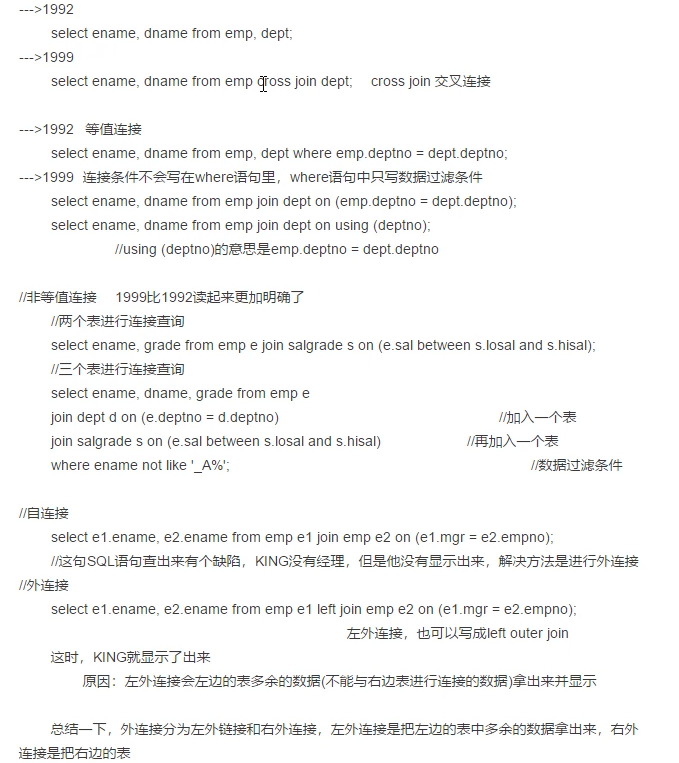 --->1992
select ename, dname from emp, dept;
--->1999
select ename, dname from emp cross join dept; cross join 交叉连接
--->1992 等值连接
select ename, dname from emp, dept where emp.deptno = dept.deptno;
--->1999 连接条件不会写在where语句里，where语句中只写数据过滤条件
select ename, dname from emp join dept on (emp.deptno = dept.deptno);
select ename, dname from emp join dept on using (deptno);
//using (deptno)的意思是emp.deptno = dept.deptno
//非等值连接 1999比1992读起来更加明确了
//两个表进行连接查询
select ename, grade from emp e join salgrade s on (e.sal between s.losal and s.hisal);
//三个表进行连接查询
select ename, dname, grade from emp e
join dept d on (e.deptno = d.deptno) //加入一个表
join salgrade s on (e.sal between s.losal and s.hisal) //再加入一个表
where ename not like '_A%'; //数据过滤条件
//自连接
select e1.ename, e2.ename from emp e1 join emp e2 on (e1.mgr = e2.empno);
//这句SQL语句查出来有个缺陷，KING没有经理，但是他没有显示出来，解决方法是进行外连接
//外连接
select e1.ename, e2.ename from emp e1 left join emp e2 on (e1.mgr = e2.empno);
左外连接，也可以写成left outer join
这时，KING就显示了出来
原因：左外连接会左边的表多余的数据(不能与右边表进行连接的数据)拿出来并显示
总结一下，外连接分为左外链接和右外连接，左外连接是把左边的表中多余的数据拿出来，右外
连接是把右边的表